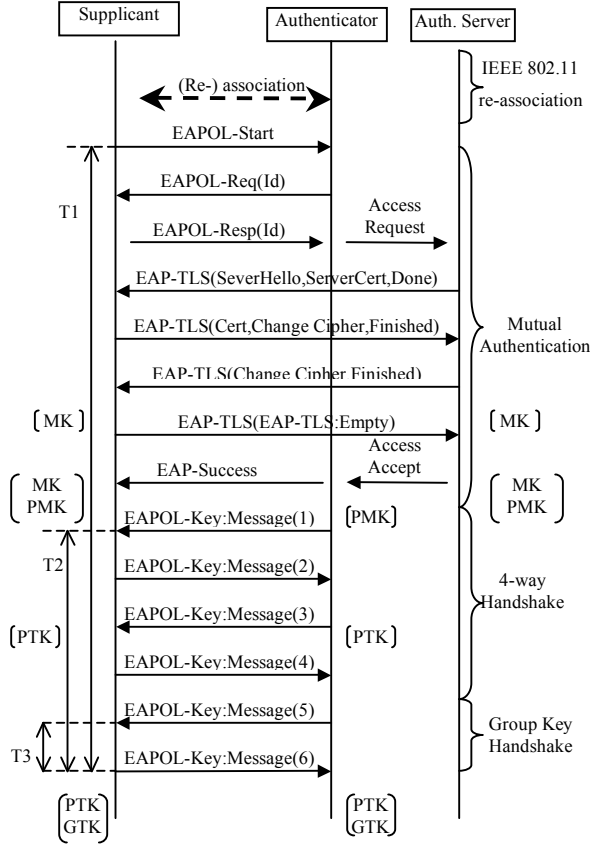 Supplicant
Authenticator
Auth. Server
(Re-) association
IEEE 802.11
re-association
EAPOL-Start
T1
EAPOL-Req(Id)
EAPOL-Resp(Id)
Access
Request
EAP-TLS(SeverHello,ServerCert,Done)
EAP-TLS(Cert,Change Cipher,Finished)
Mutual
Authentication
EAP-TLS(Change Cipher Finished)
[MK]
EAP-TLS(EAP-TLS:Empty)
[MK]
Access
Accept
EAP-Success
MK
PMK
MK
PMK
EAPOL-Key:Message(1)
[PMK]
T2
EAPOL-Key:Message(2)
4-way
Handshake
EAPOL-Key:Message(3)
[PTK]
[PTK]
EAPOL-Key:Message(4)
EAPOL-Key:Message(5)
Group Key
Handshake
T3
EAPOL-Key:Message(6)
PTK
GTK
PTK
GTK